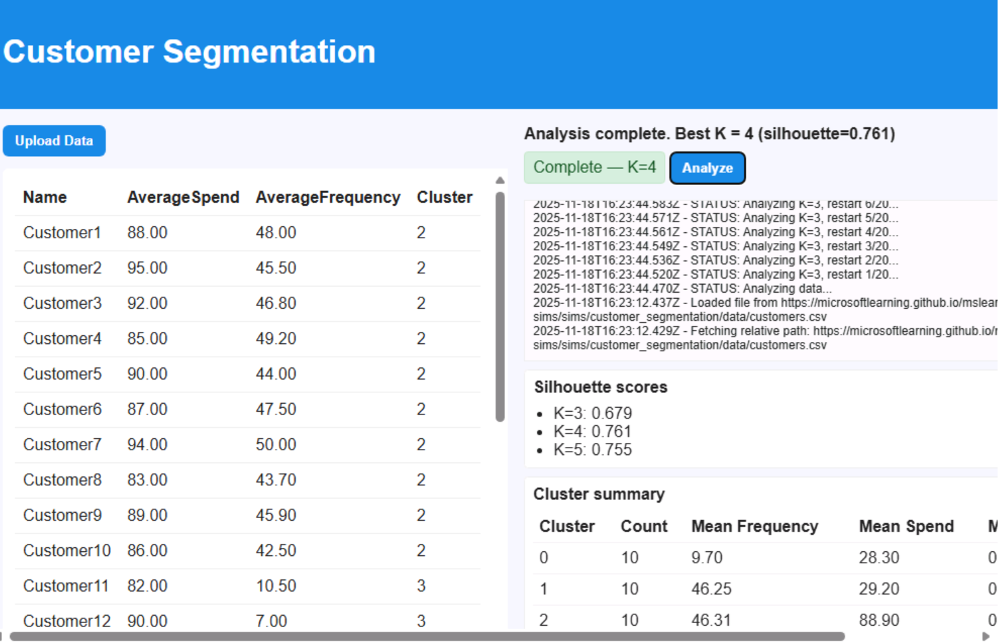 Customer Segmentation
Upload Data
Name AverageSpend AverageFrequency Cluster
Customer1 88.00 48.00 2
Customer2 95.00 45.50 2
Customer3 92.00 46.80 2
Customer4 85.00 49.20 2
Customer5 90.00 44.00 2
Customer6 87.00 47.50 2
Customer7 94.00 50.00 2
Customer8 83.00 43.70 2
Customer9 89.00 45.90 2
Customer10 86.00 42.50 2
Customer11 82.00 10.50 3
Customer12 90.00 7.00 3
Analysis complete. Best K = 4 (silhouette=0.761)
Complete — K=4 Analyze
2025-11-18T16:23:44.583Z - STATUS: Analyzing K=3, restart 6/20...
2025-11-18T16:23:44.571Z - STATUS: Analyzing K=3, restart 5/20...
2025-11-18T16:23:44.561Z - STATUS: Analyzing K=3, restart 4/20...
2025-11-18T16:23:44.549Z - STATUS: Analyzing K=3, restart 3/20...
2025-11-18T16:23:44.536Z - STATUS: Analyzing K=3, restart 2/20...
2025-11-18T16:23:44.520Z - STATUS: Analyzing K=3, restart 1/20...
2025-11-18T16:23:44.470Z - STATUS: Analyzing data...
2025-11-18T16:23:12.437Z - Loaded file from https://microsoftlearning.github.io/mslear
sims/sims/customer_segmentation/data/customers.csv
2025-11-18T16:23:12.429Z - Fetching relative path: https://microsoftlearning.github.io/
sims/sims/customer_segmentation/data/customers.csv
Silhouette scores
• K=3: 0.679
• K=4: 0.761
• K=5: 0.755
Cluster summary
Cluster Count Mean Frequency Mean Spend M
0 10 9.70 28.30 0
1 10 46.25 29.20 0
2 10 46.31 88.90 0